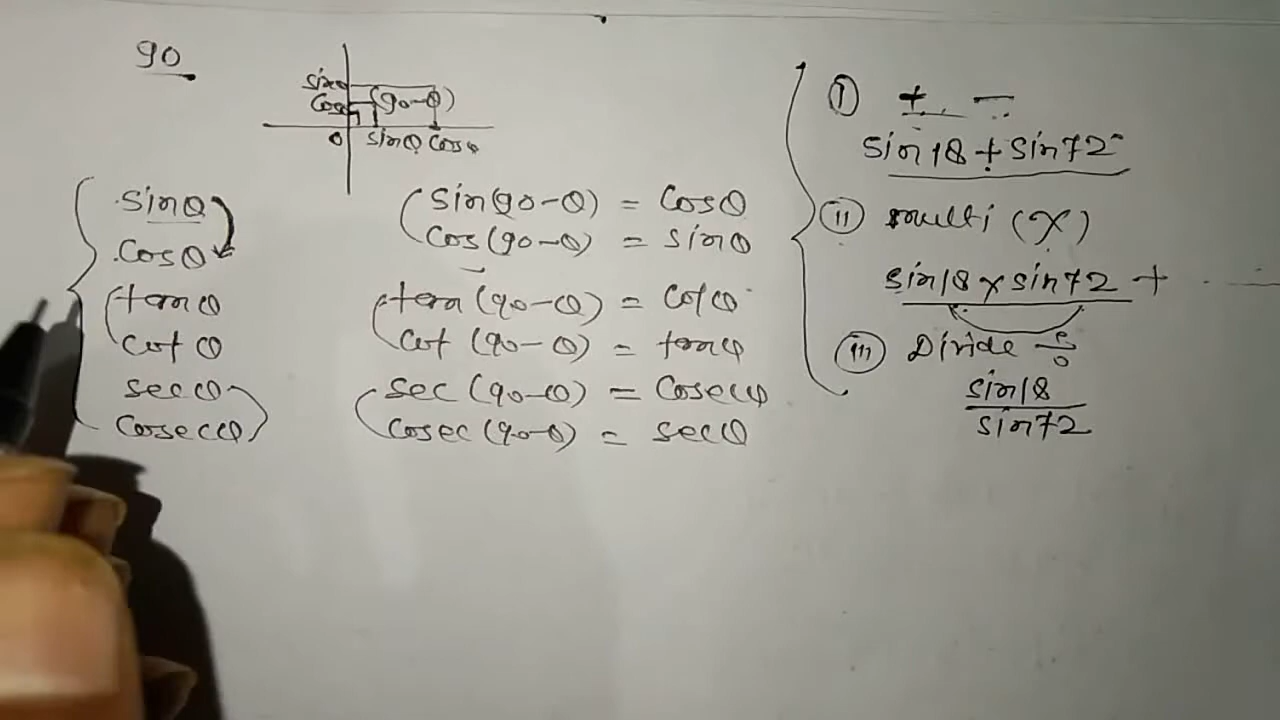 90
sinθ
cosθ
(90-θ)
0 sinθ cosθ
sinθ
cosθ
tanθ
cot θ
secθ
cosecθ
sin(90-θ) = cosθ
cos(90-θ) = sinθ
tan (90-θ) = cotθ
cot (90-θ) = tanθ
sec (90-θ) = cosecθ
cosec(90-θ) = secθ
(I) + , -
sin18 + sin72
(II) multi (X)
sin18 x sin72 +
(III) Divide ÷
sin18
sin72